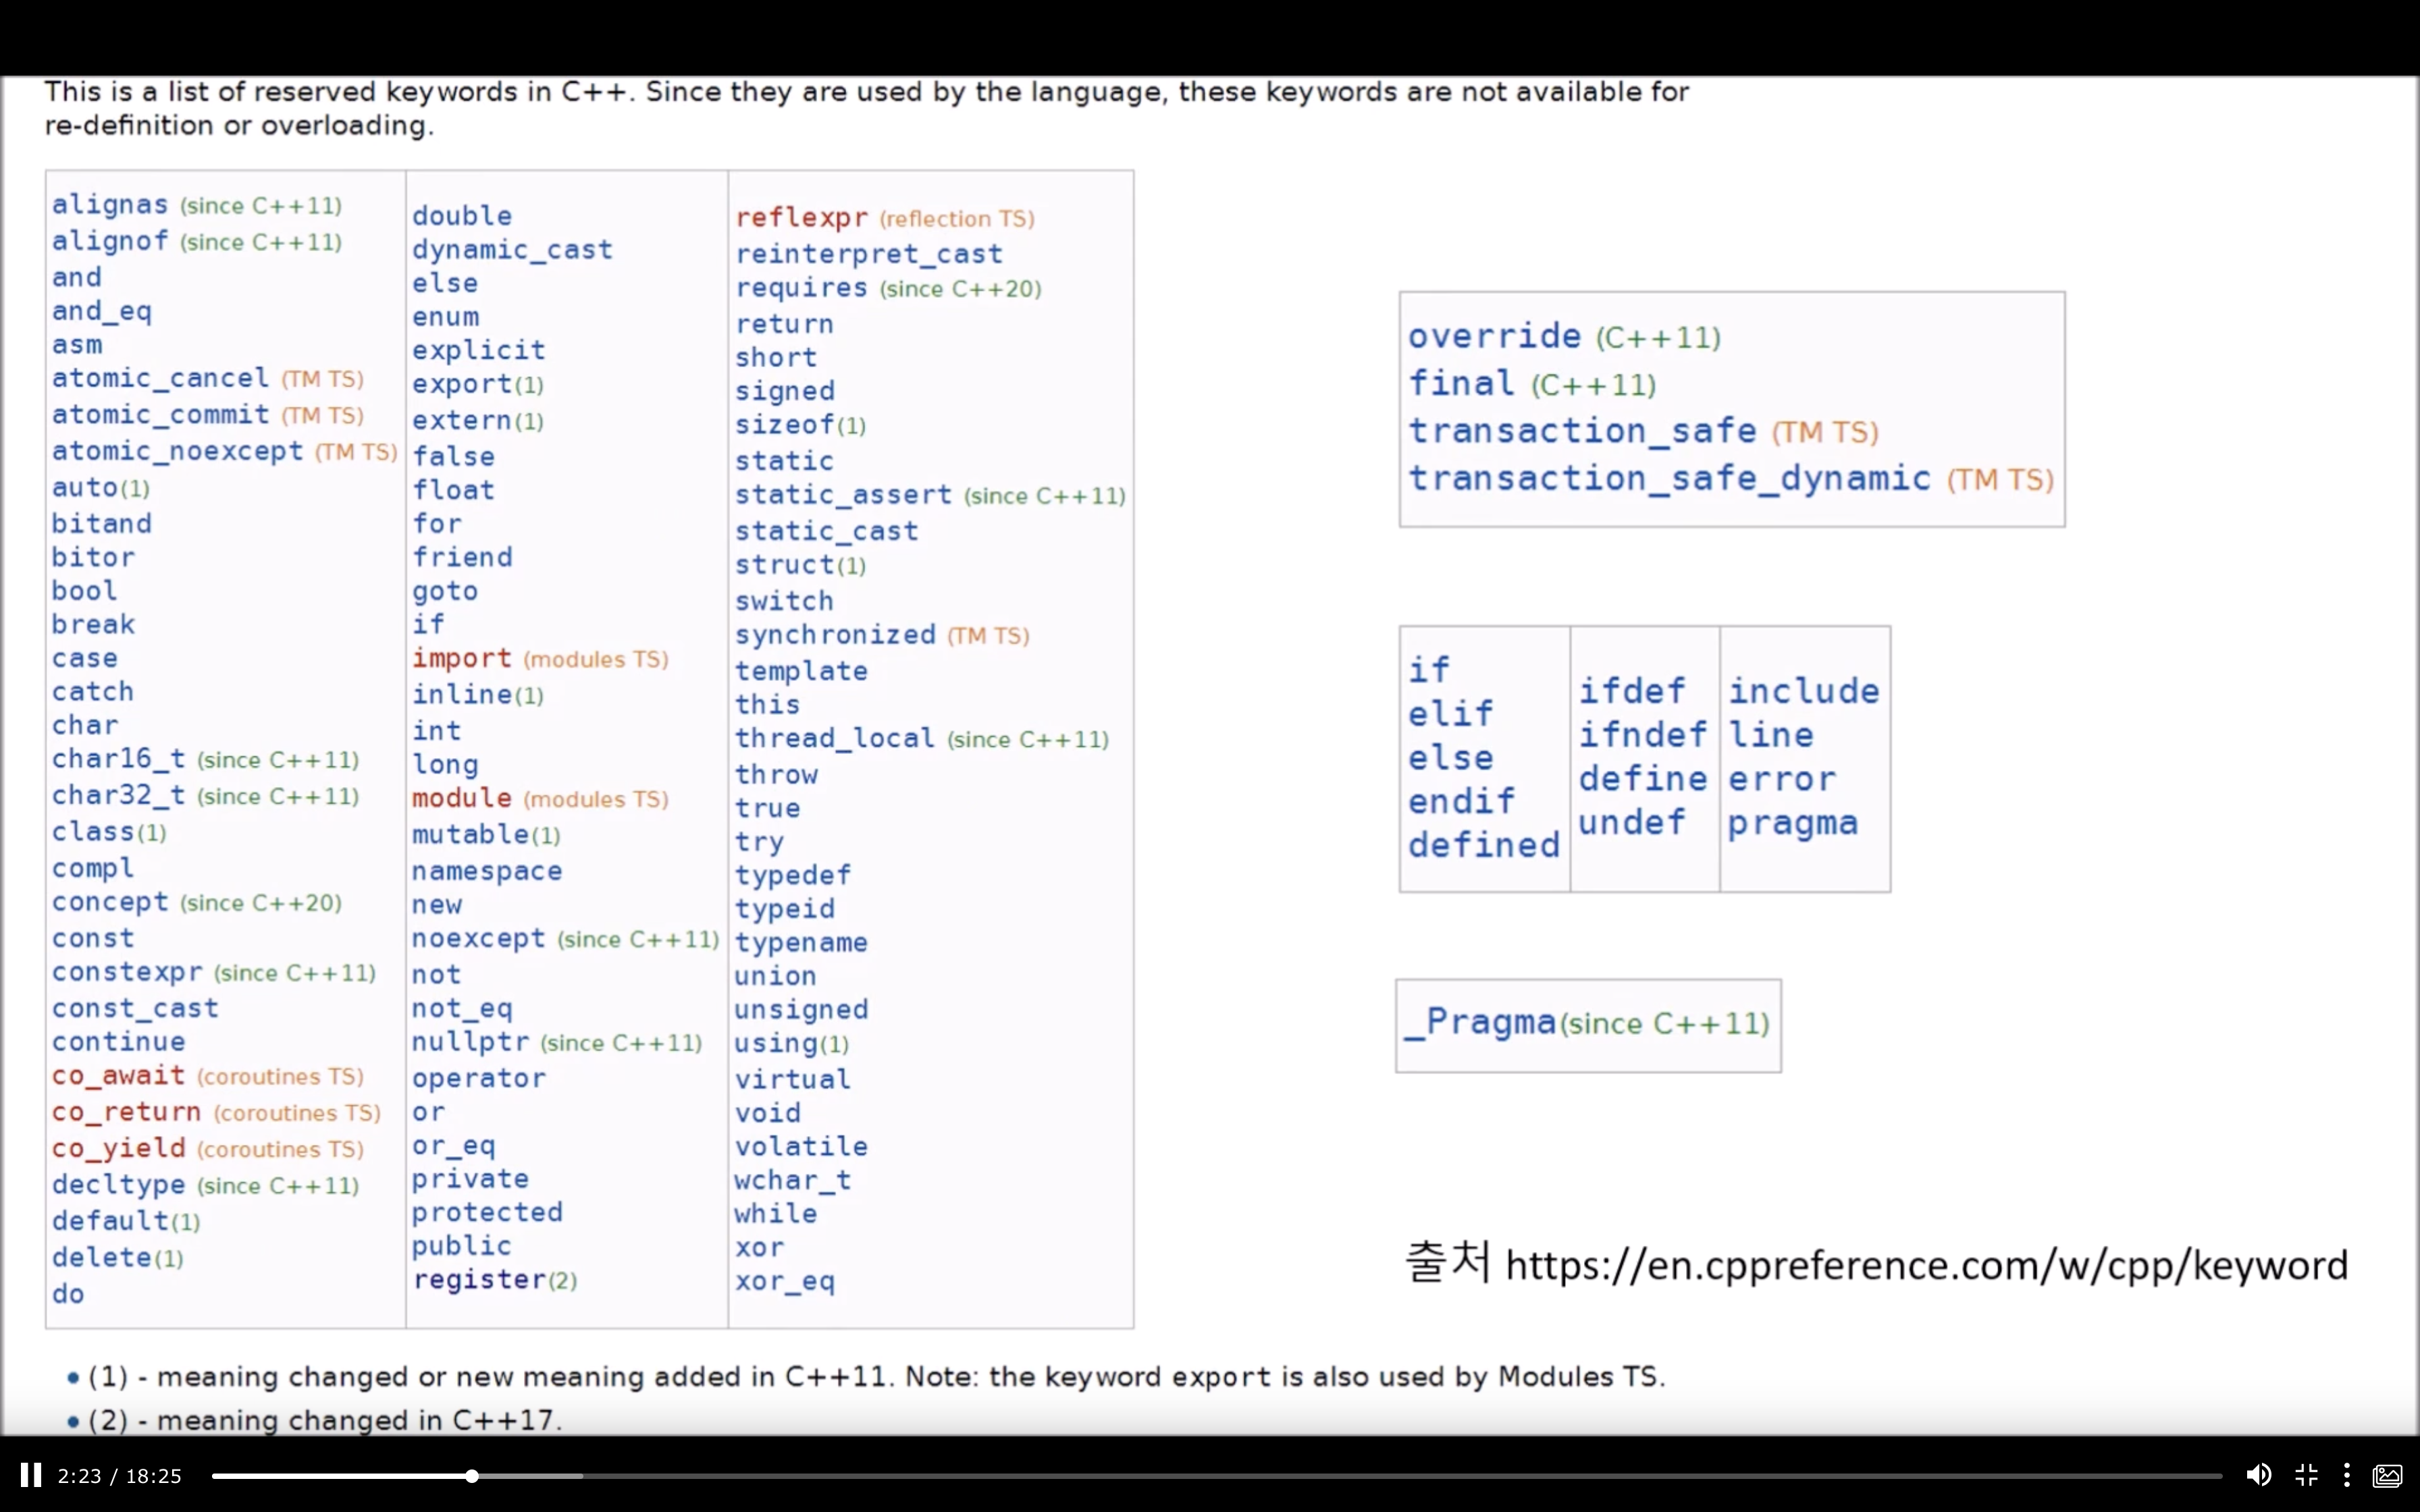 This is a list of reserved keywords in C++. Since they are used by the language, these keywords are not available for
re-definition or overloading.
alignas (since C++11)
alignof (since C++11)
and
and_eq
asm
atomic_cancel (TM TS)
atomic_commit (TM TS)
atomic_noexcept (TM TS)
auto(1)
bitand
bitor
bool
break
case
catch
char
char16_t (since C++11)
char32_t (since C++11)
class(1)
compl
concept (since C++20)
const
constexpr (since C++11)
const_cast
continue
co_await (coroutines TS)
co_return (coroutines TS)
co_yield (coroutines TS)
decltype (since C++11)
default(1)
delete(1)
do
double
dynamic_cast
else
enum
explicit
export(1)
extern(1)
false
float
for
friend
goto
if
import (modules TS)
inline(1)
int
long
module (modules TS)
mutable(1)
namespace
new
noexcept (since C++11)
not
not_eq
nullptr (since C++11)
operator
or
or_eq
private
protected
public
register(2)
reflexpr (reflection TS)
reinterpret_cast
requires (since C++20)
return
short
signed
sizeof(1)
static
static_assert (since C++11)
static_cast
struct(1)
switch
synchronized (TM TS)
template
this
thread_local (since C++11)
throw
true
try
typedef
typeid
typename
union
unsigned
using(1)
virtual
void
volatile
wchar_t
while
xor
xor_eq
override (C++11)
final (C++11)
transaction_safe (TM TS)
transaction_safe_dynamic (TM TS)
if
elif
else
endif
defined
ifdef
ifndef
define
undef
include
line
error
pragma
_Pragma(since C++11)
출처 https://en.cppreference.com/w/cpp/keyword
• (1) - meaning changed or new meaning added in C++11. Note: the keyword export is also used by Modules TS.
• (2) - meaning changed in C++17.
2:23 / 18:25